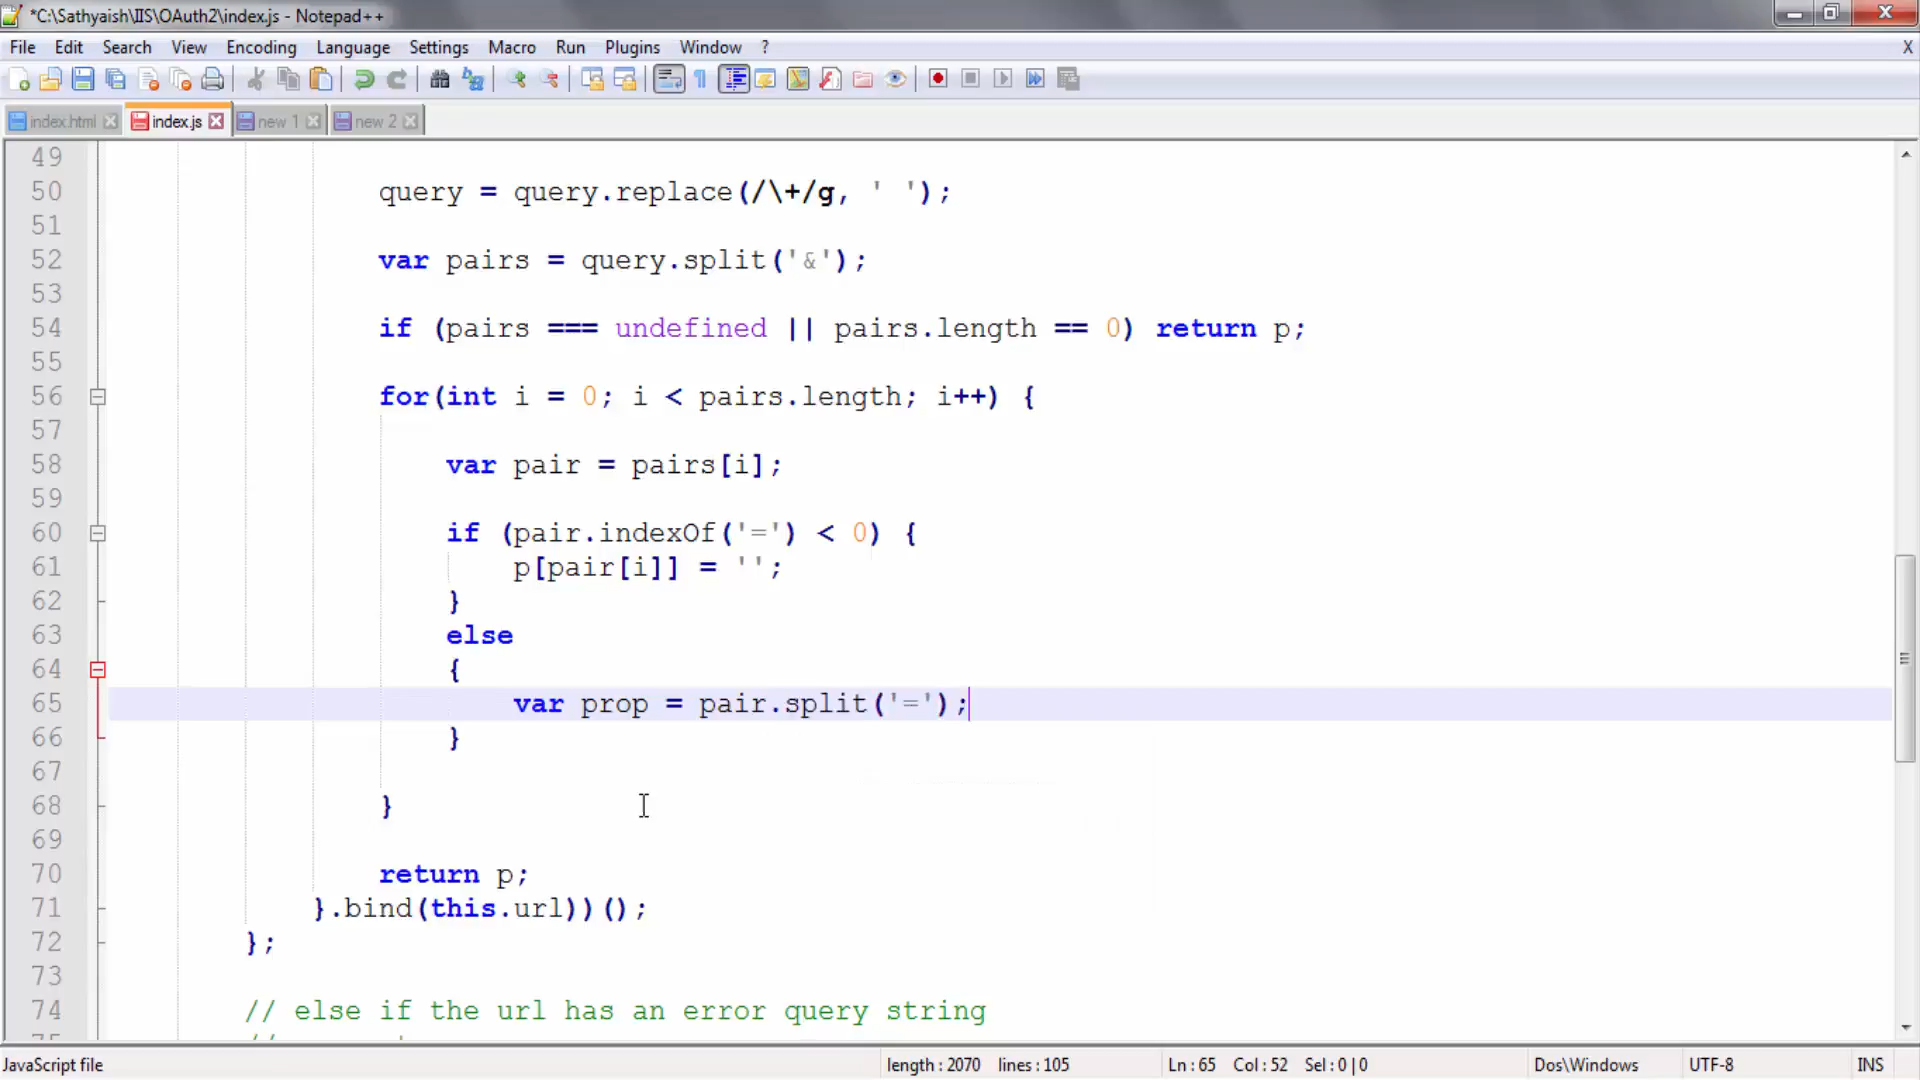 *C:\Sathyaish\IIS\OAuth2\index.js - Notepad++
File Edit Search View Encoding Language Settings Macro Run Plugins Window ? X
index.html index.js new 1 new 2
49
50 query = query.replace(/\+/g, ' ');
51
52 var pairs = query.split('&');
53
54 if (pairs === undefined || pairs.length == 0) return p;
55
56 for(int i = 0; i < pairs.length; i++) {
57
58 var pair = pairs[i];
59
60 if (pair.indexOf('=') < 0) {
61 p[pair[i]] = '';
62 }
63 else
64 {
65 var prop = pair.split('=');
66 }
67
68 }
69
70 return p;
71 }.bind(this.url))();
72 };
73
74 // else if the url has an error query string
JavaScript file length : 2070 lines : 105 Ln : 65 Col : 52 Sel : 0 | 0 Dos\Windows UTF-8 INS